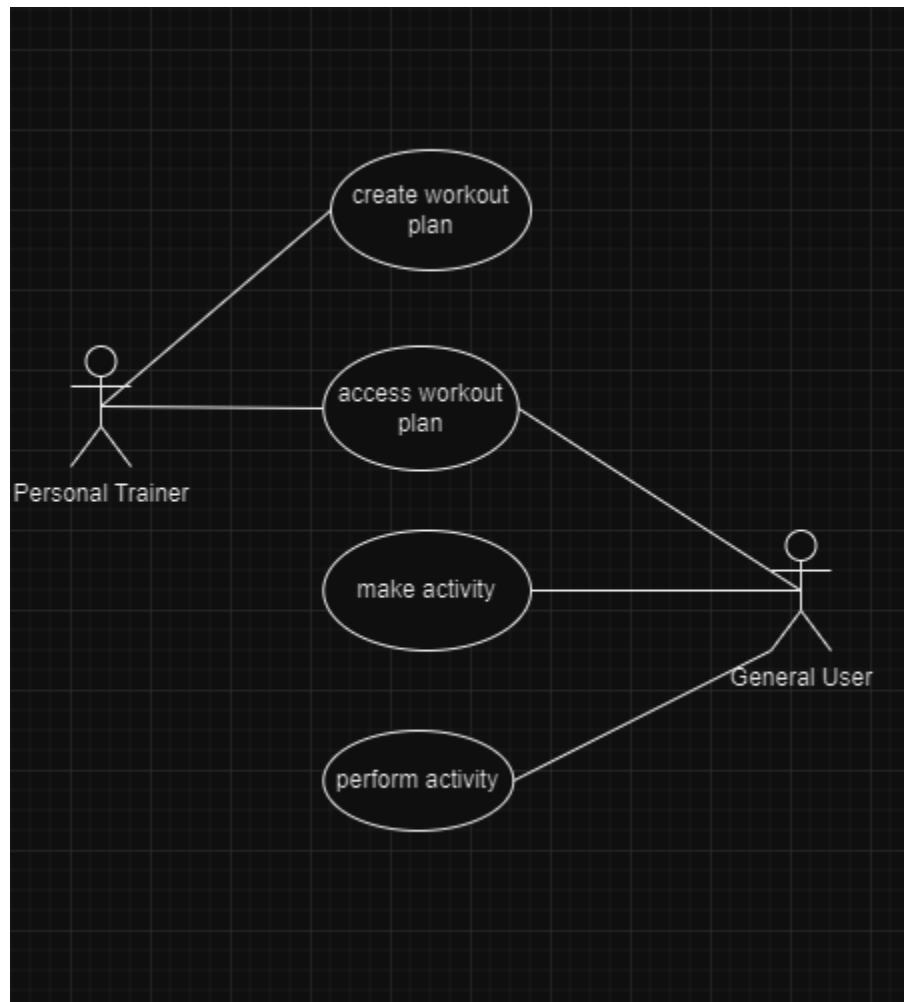 create workout
plan
access workout
plan
Personal Trainer
make activity
General User
perform activity